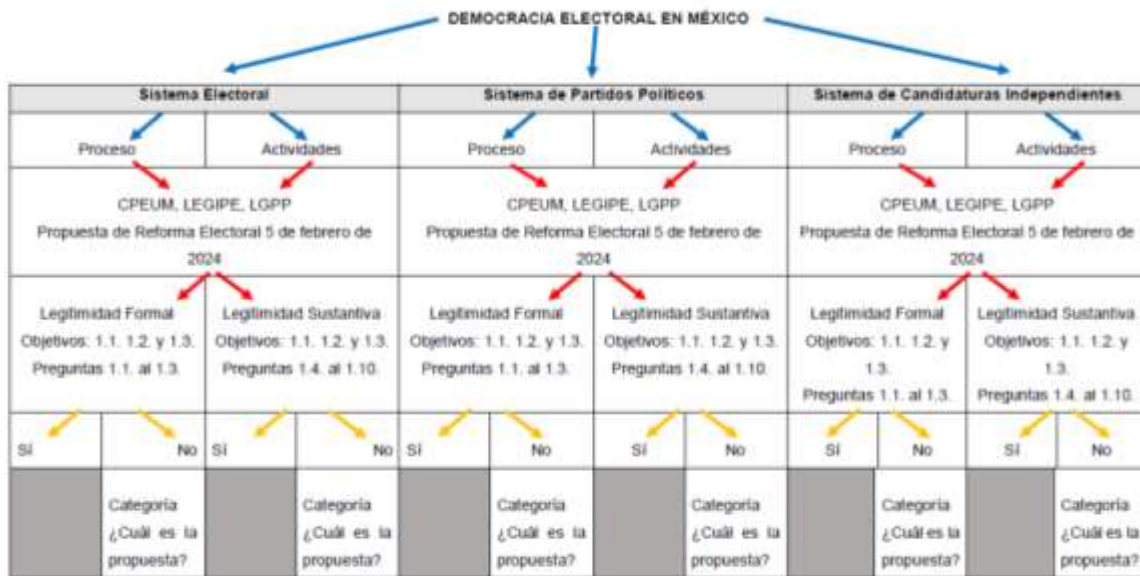 DEMOCRACIA ELECTORAL EN MÉXICO
Sistema Electoral
Sistema de Partidos Políticos
Sistema de Candidaturas Independientes
Proceso
Actividades
Proceso
Actividades
Proceso
Actividades
CPEUM, LEGIPE, LGPP
Propuesta de Reforma Electoral 5 de febrero de
2024
CPEUM, LEGIPE, LGPP
Propuesta de Reforma Electoral 5 de febrero de
2024
CPEUM, LEGIPE, LGPP
Propuesta de Reforma Electoral 5 de febrero de
2024
Legitimidad Formal
Objetivos: 1.1. 1.2. y 1.3.
Preguntas 1.1. al 1.3.
Legitimidad Sustantiva
Objetivos: 1.1. 1.2. y 1.3.
Preguntas 1.4. al 1.10.
Legitimidad Formal
Objetivos: 1.1. 1.2. y 1.3.
Preguntas 1.1. al 1.3.
Legitimidad Sustantiva
Objetivos: 1.1. 1.2. y 1.3.
Preguntas 1.4. al 1.10.
Legitimidad Formal
Objetivos: 1.1. 1.2. y
1.3.
Preguntas 1.1. al 1.3.
Legitimidad Sustantiva
Objetivos: 1.1. 1.2. y
1.3.
Preguntas 1.4. al 1.10.
Sí
No
Sí
No
Sí
No
Sí
No
Sí
No
Sí
No
Categoría
¿Cuál es la
propuesta?
Categoría
¿Cuál es la
propuesta?
Categoría
¿Cuál es la
propuesta?
Categoría
¿Cuál es la
propuesta?
Categoría
¿Cuál es la
propuesta?
Categoría
¿Cuál es la
propuesta?